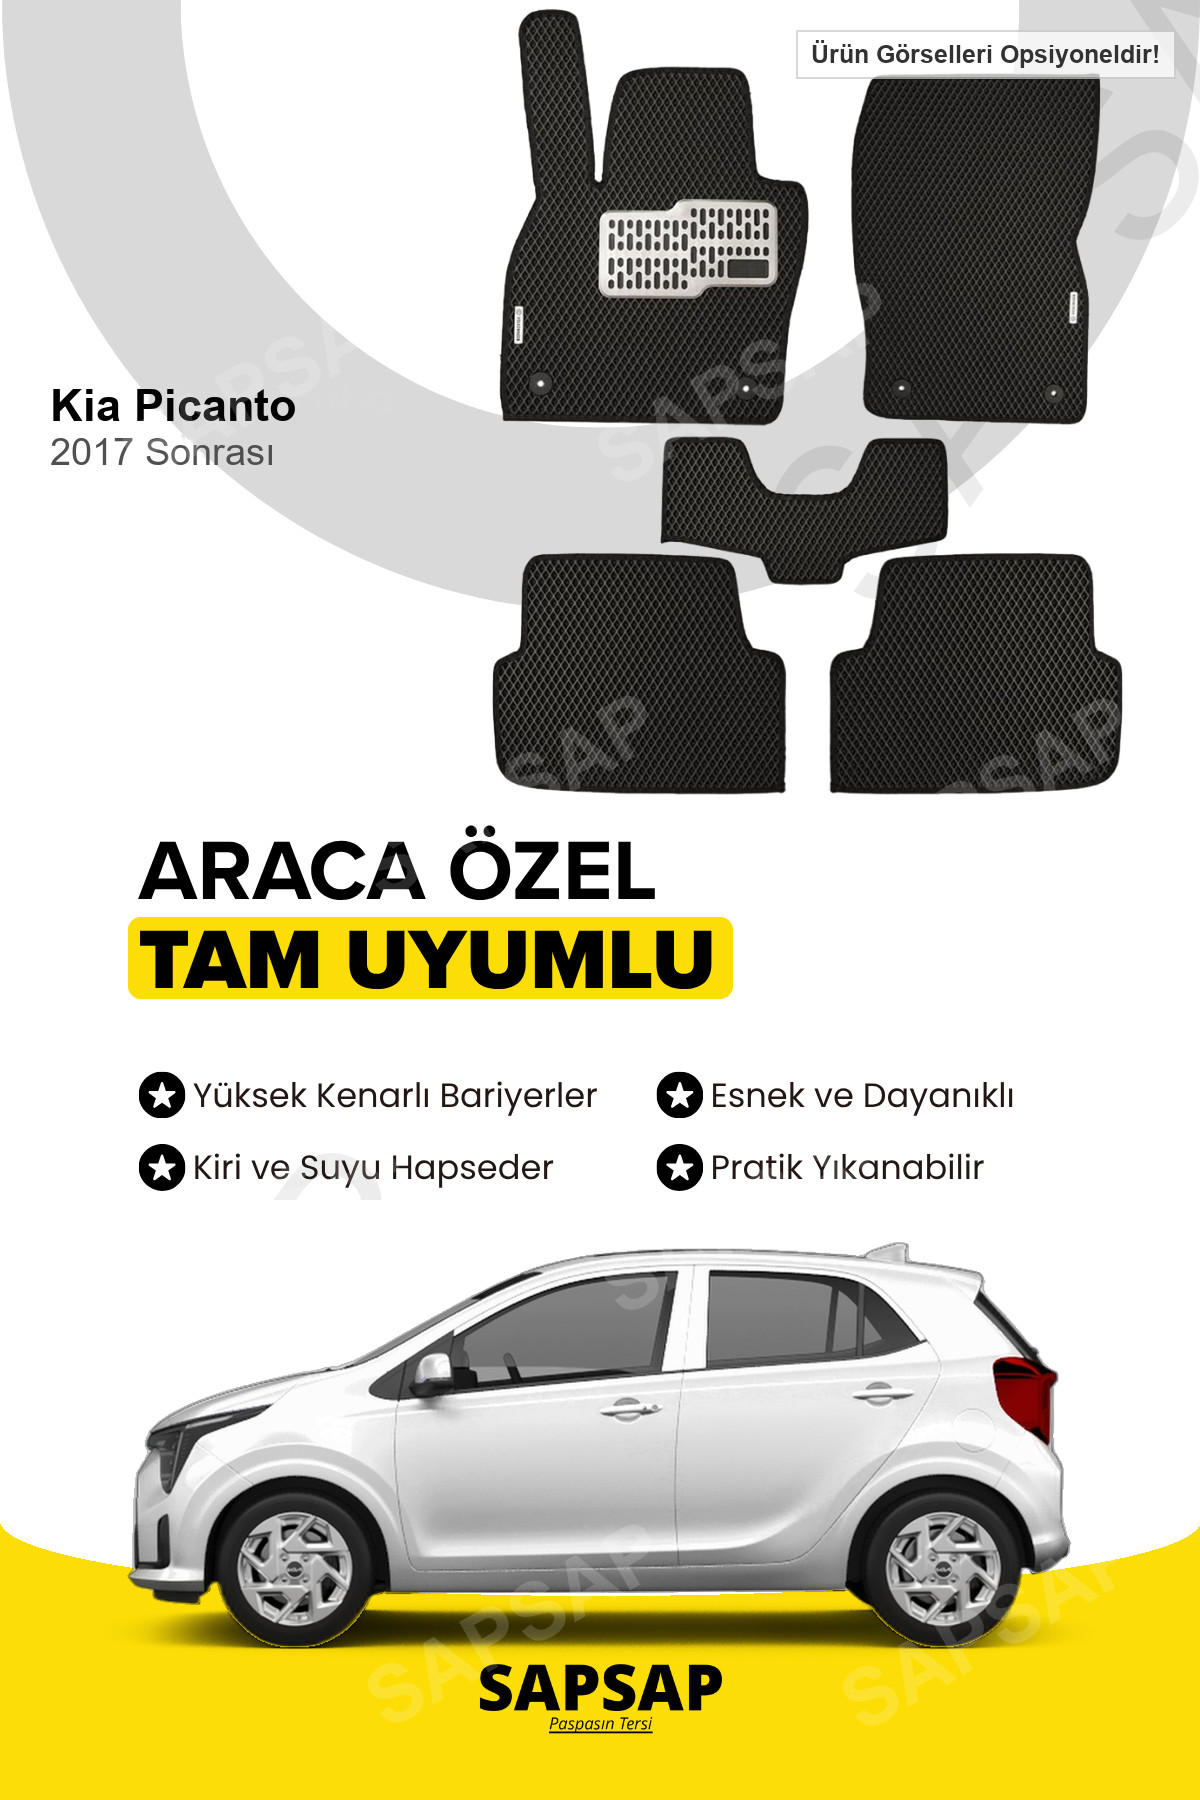 Ürün Görselleri Opsiyoneldir!
Kia Picanto
2017 Sonrası
ARACA ÖZEL
TAM UYUMLU
Yüksek Kenarlı Bariyerler
Esnek ve Dayanıklı
Kiri ve Suyu Hapseder
Pratik Yıkanabilir
SAPSAP
Paspasın Tersi